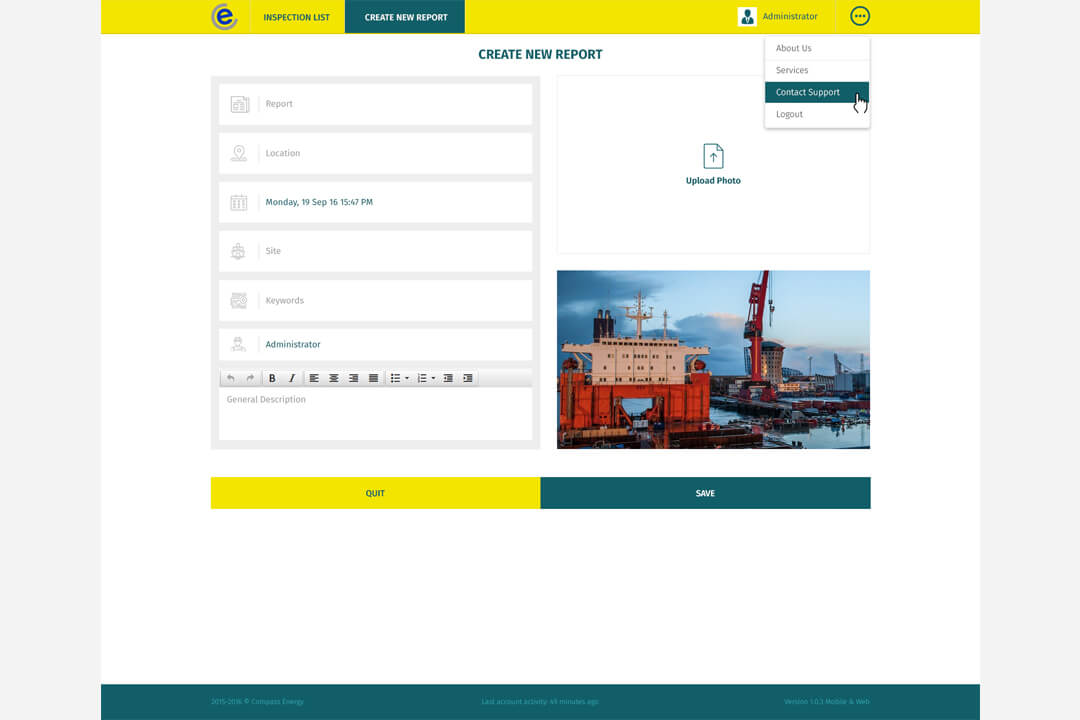 INSPECTION LIST
CREATE NEW REPORT
Administrator
About Us
Services
Contact Support
Logout
CREATE NEW REPORT
Report
Location
Monday, 19 Sep 16 15:47 PM
Site
Keywords
Administrator
B I
General Description
Upload Photo
QUIT
SAVE
2015-2016 © Compass Energy
Last account activity: 49 minutes ago
Version 1.0.3 Mobile & Web